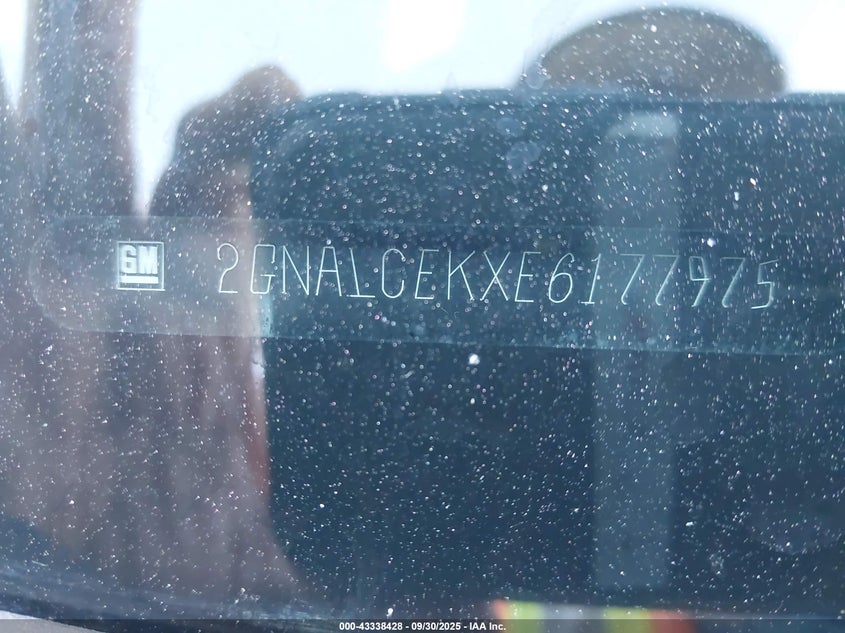 GM 2GNALCEKXE6177975
000-43338428 - 09/30/2025 - IAA Inc.